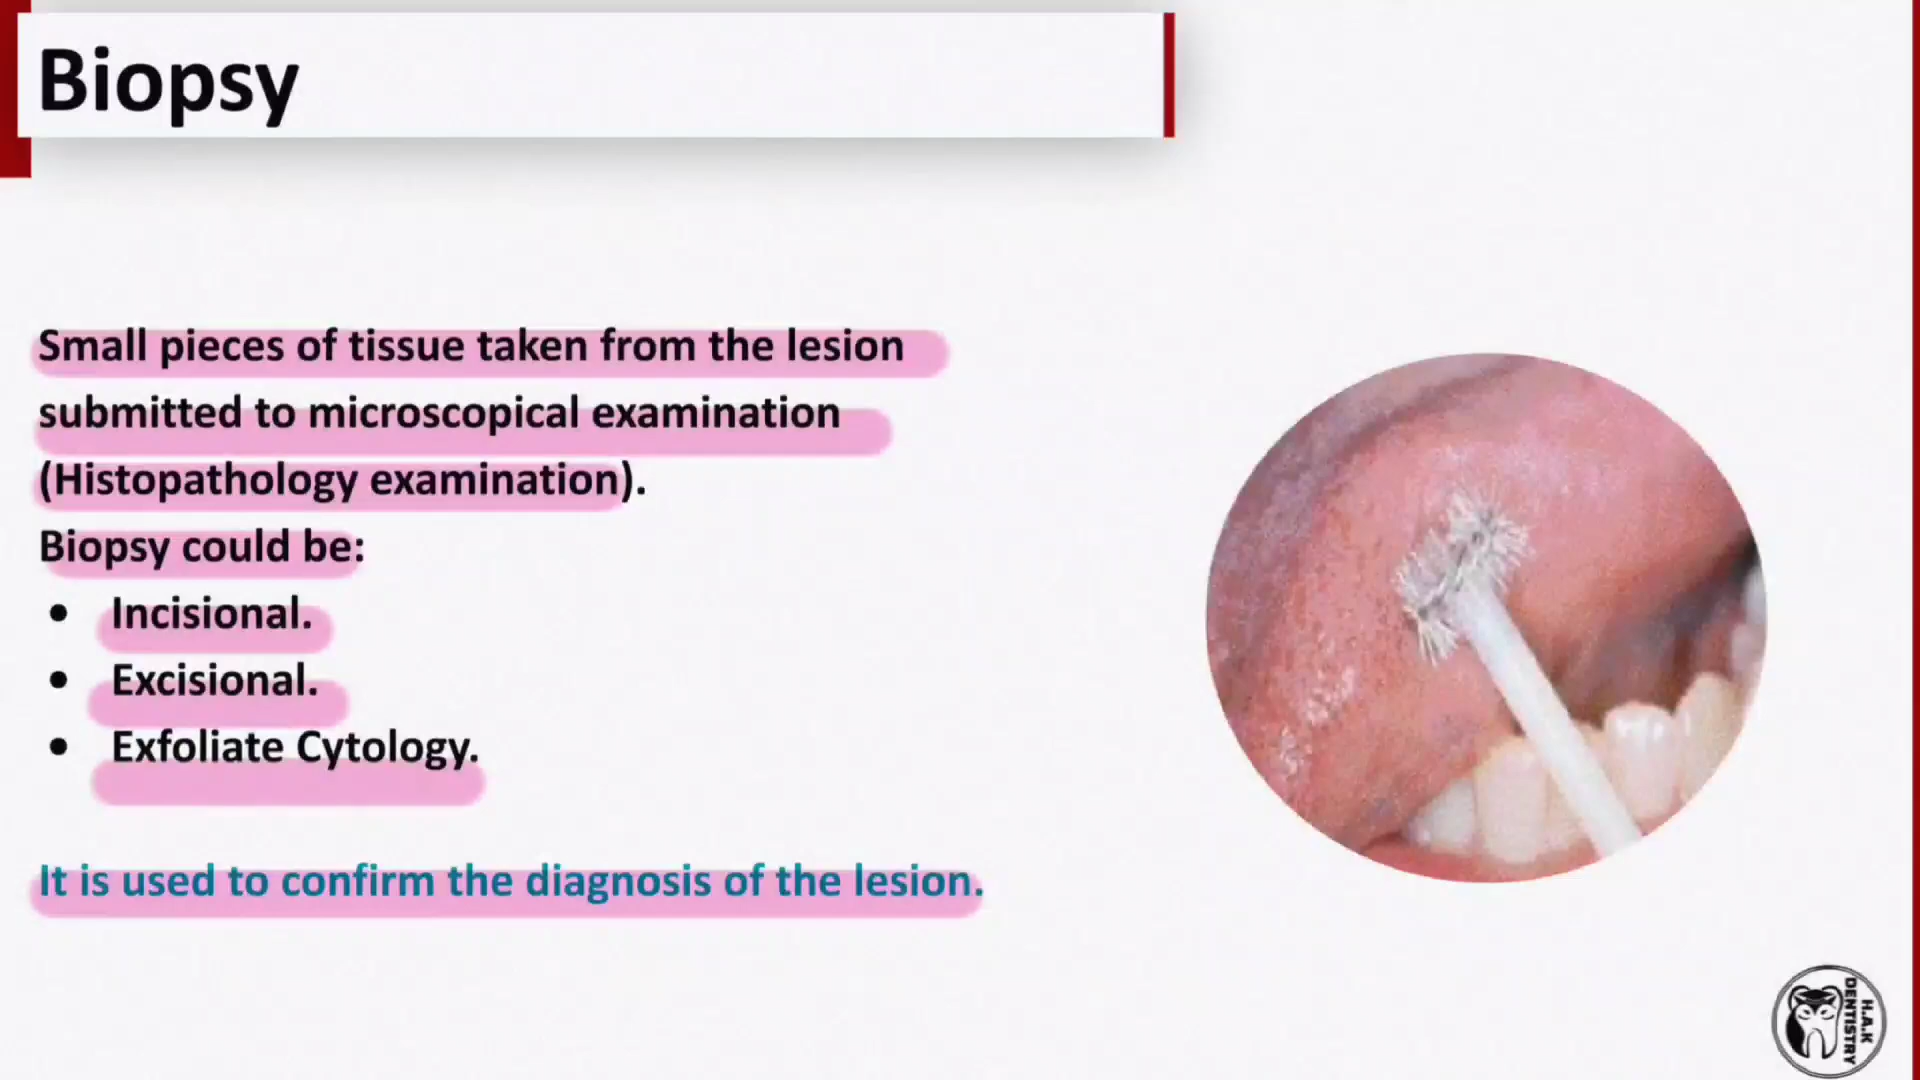 Biopsy
Small pieces of tissue taken from the lesion
submitted to microscopical examination
(Histopathology examination).
Biopsy could be:
• Incisional.
• Excisional.
• Exfoliate Cytology.
It is used to confirm the diagnosis of the lesion.
H.A.K
DENTISTRY